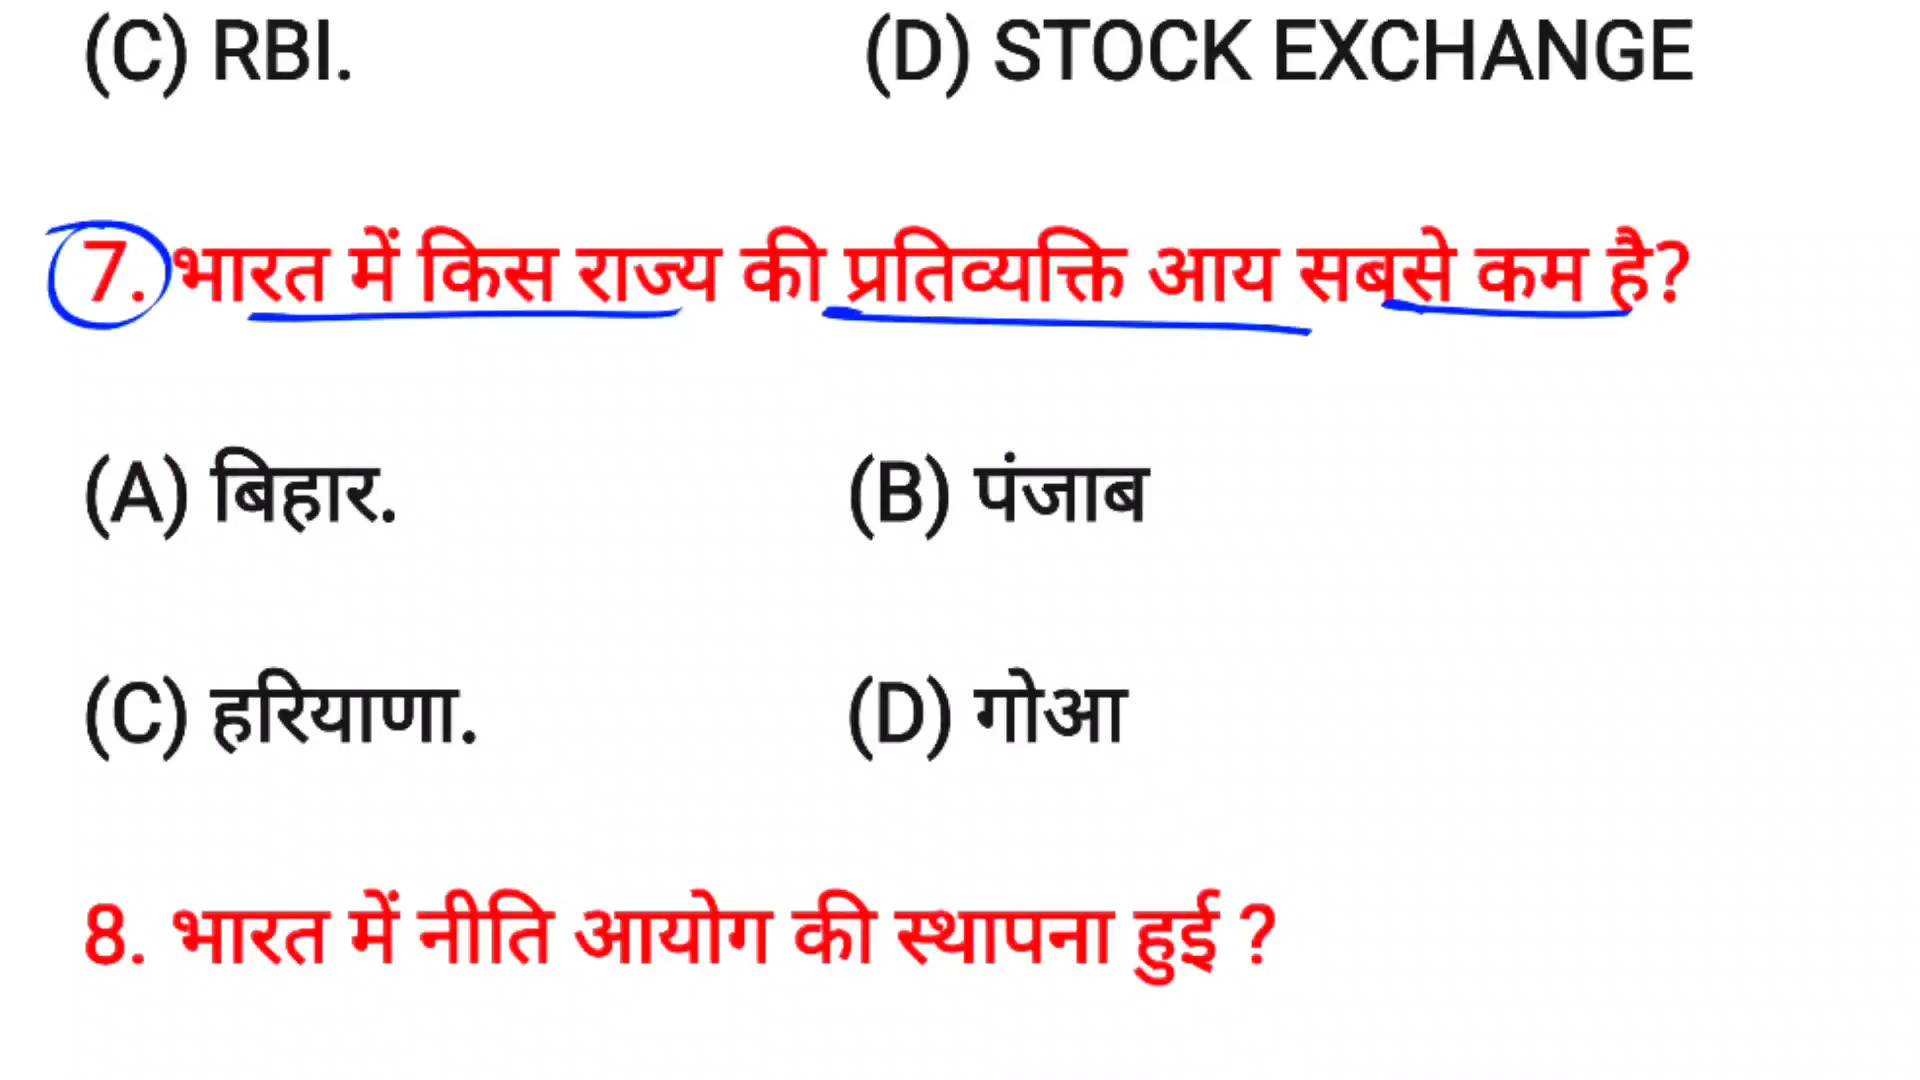 (C) RBI. (D) STOCK EXCHANGE
7. भारत में किस राज्य की प्रतिव्यक्ति आय सबसे कम है?
(A) बिहार. (B) पंजाब
(C) हरियाणा. (D) गोआ
8. भारत में नीति आयोग की स्थापना हुई ?